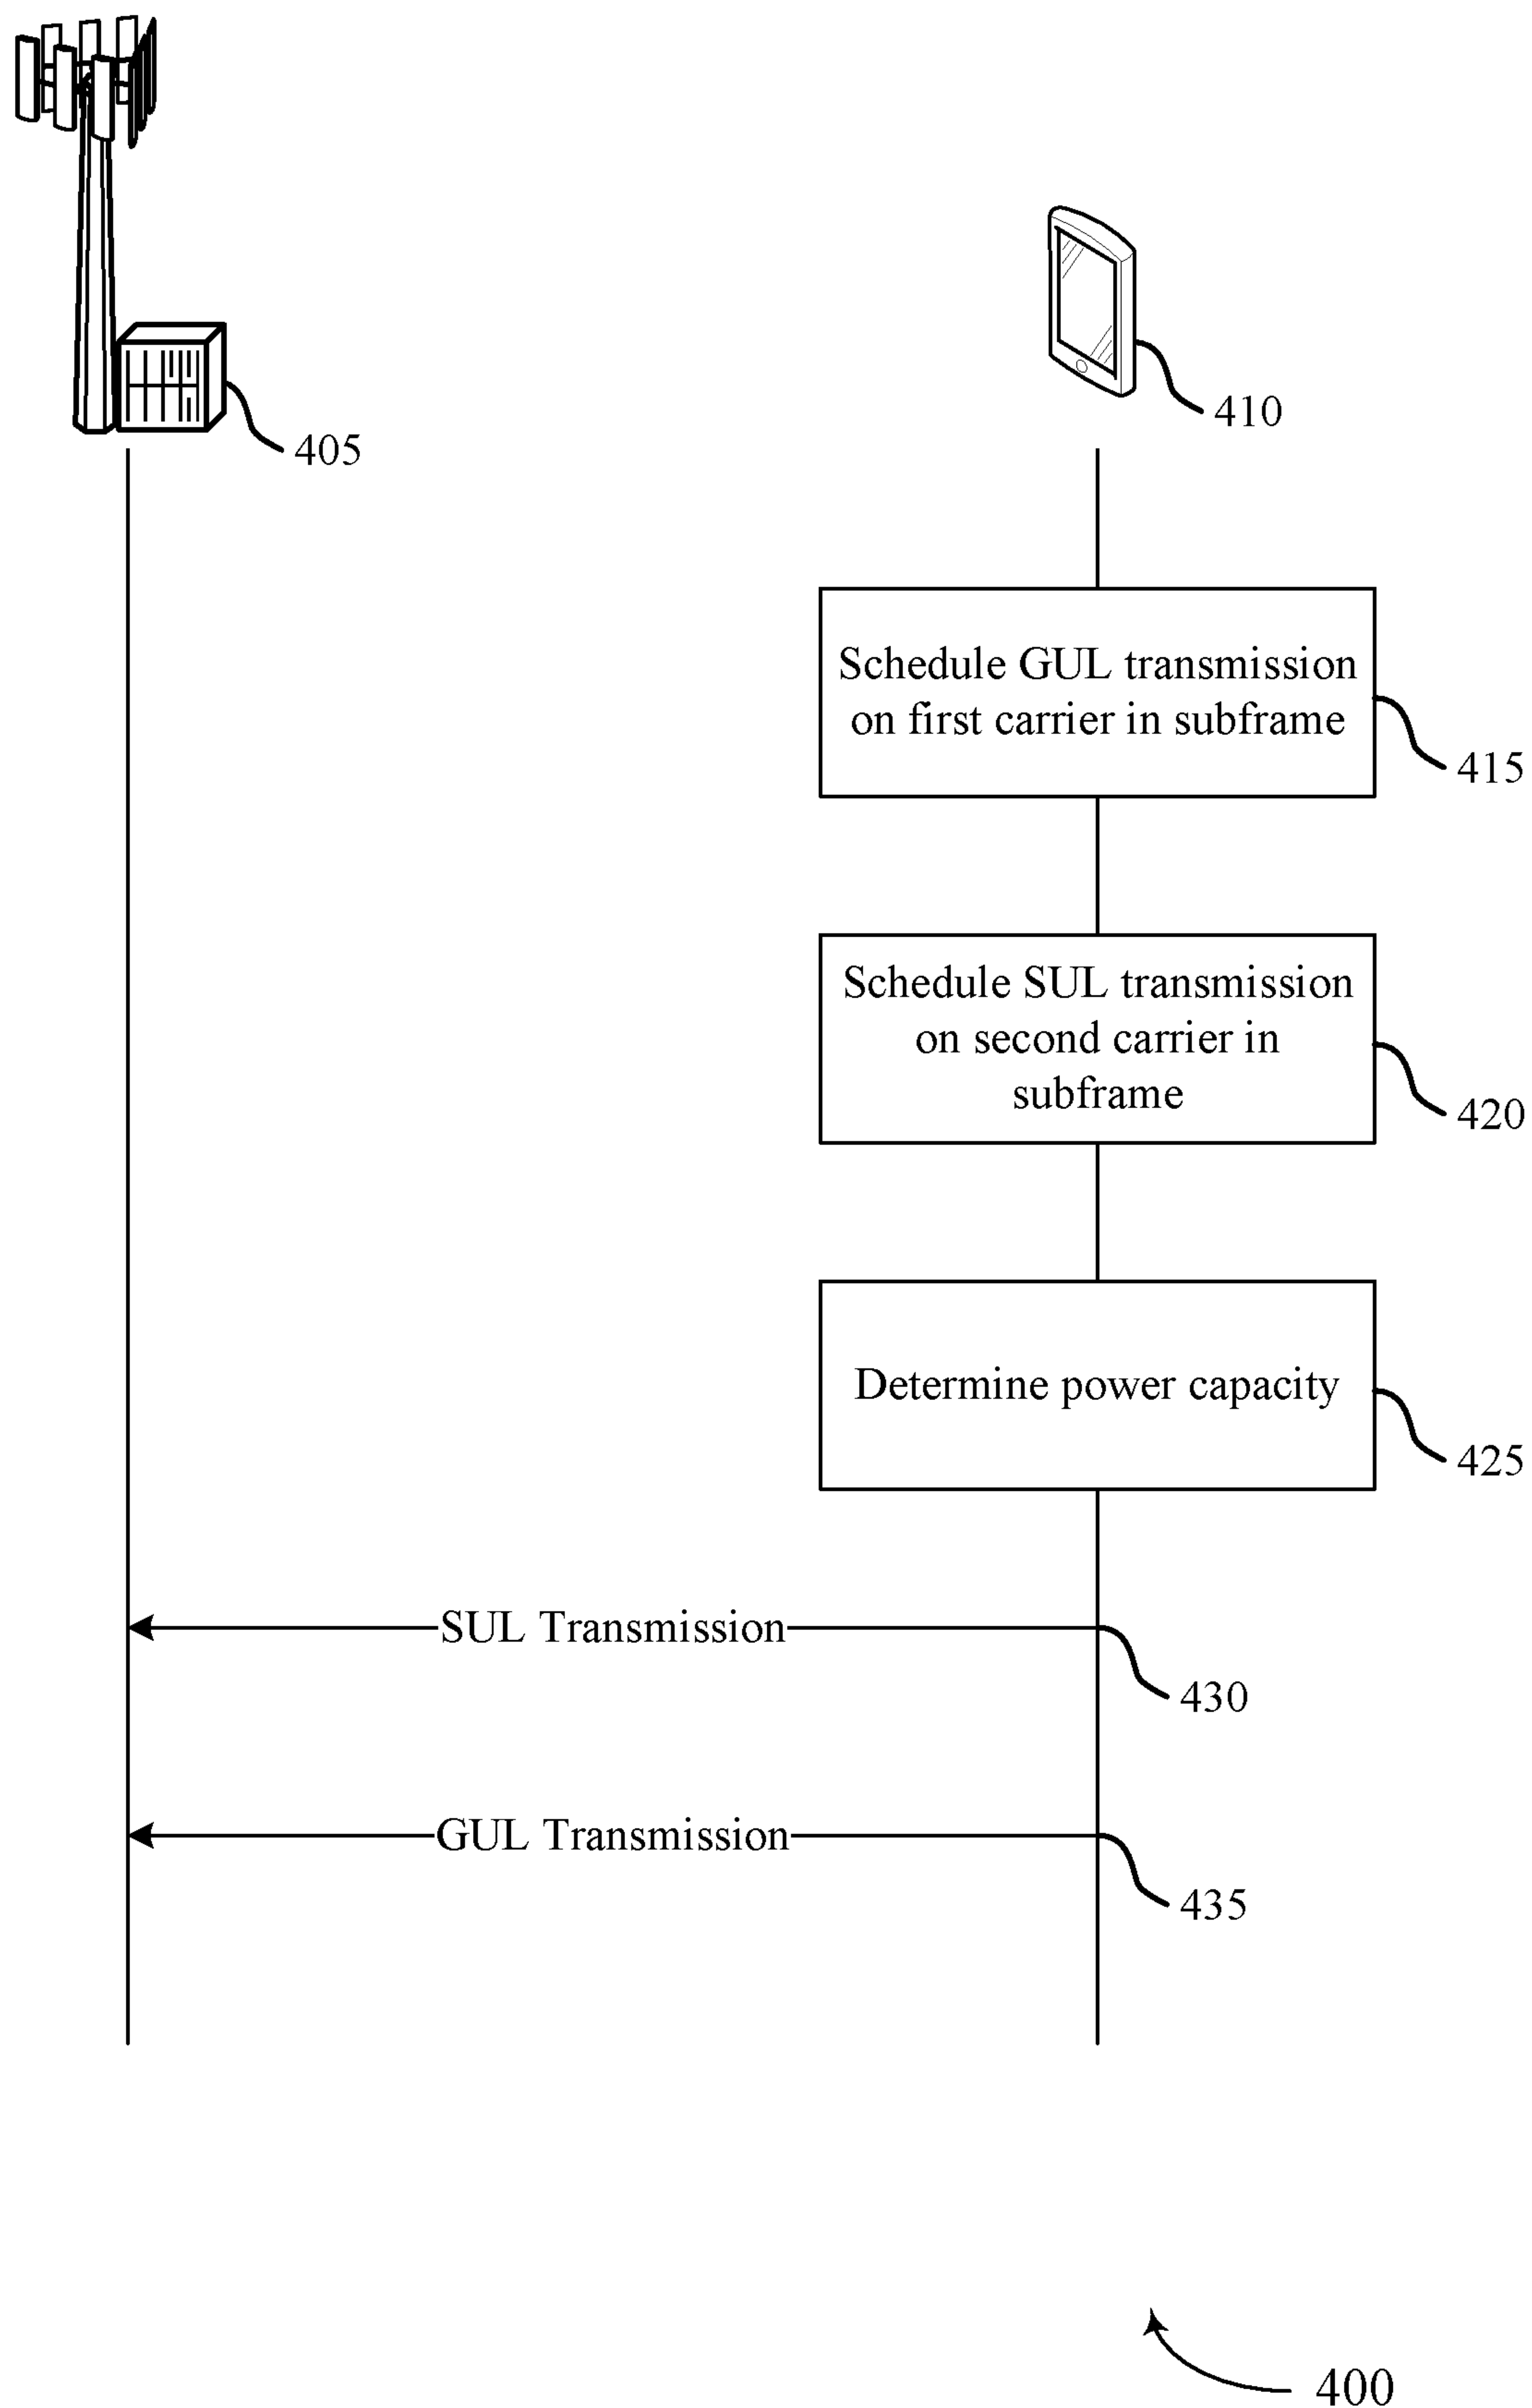 410
405
Schedule GUL transmission
on first carrier in subframe
415
Schedule SUL transmission
on second carrier in
subframe
420
Determine power capacity
425
SUL Transmission
430
GUL Transmission
435
400